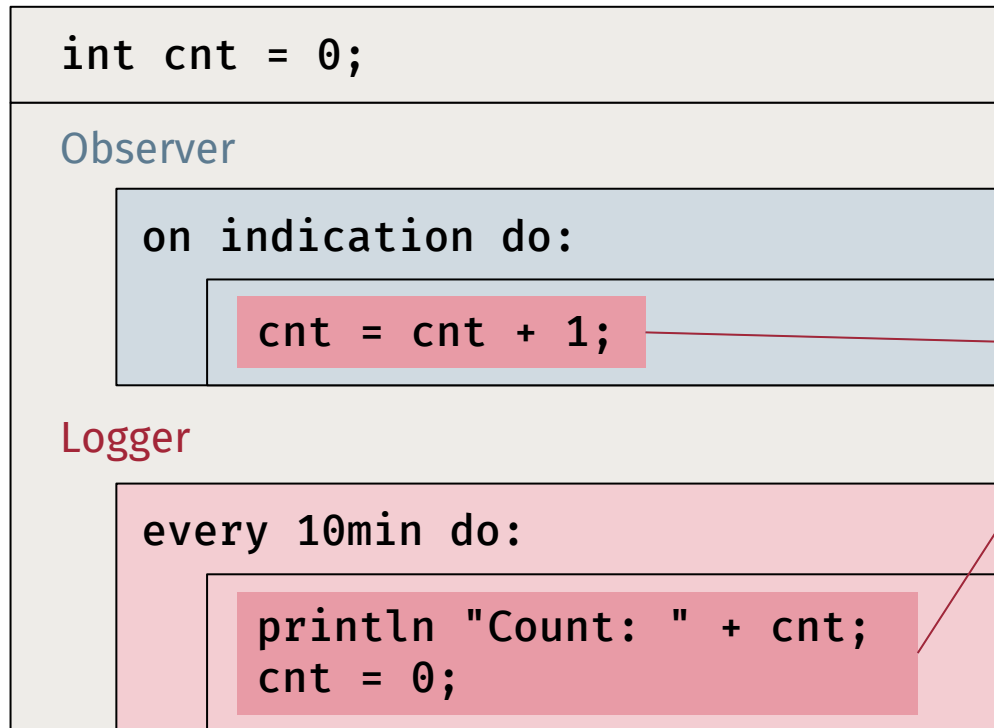 int cnt = 0;
Observer
on indication do:
cnt = cnt + 1;
Logger
every 10min do:
println "Count: " + cnt;
cnt = 0;